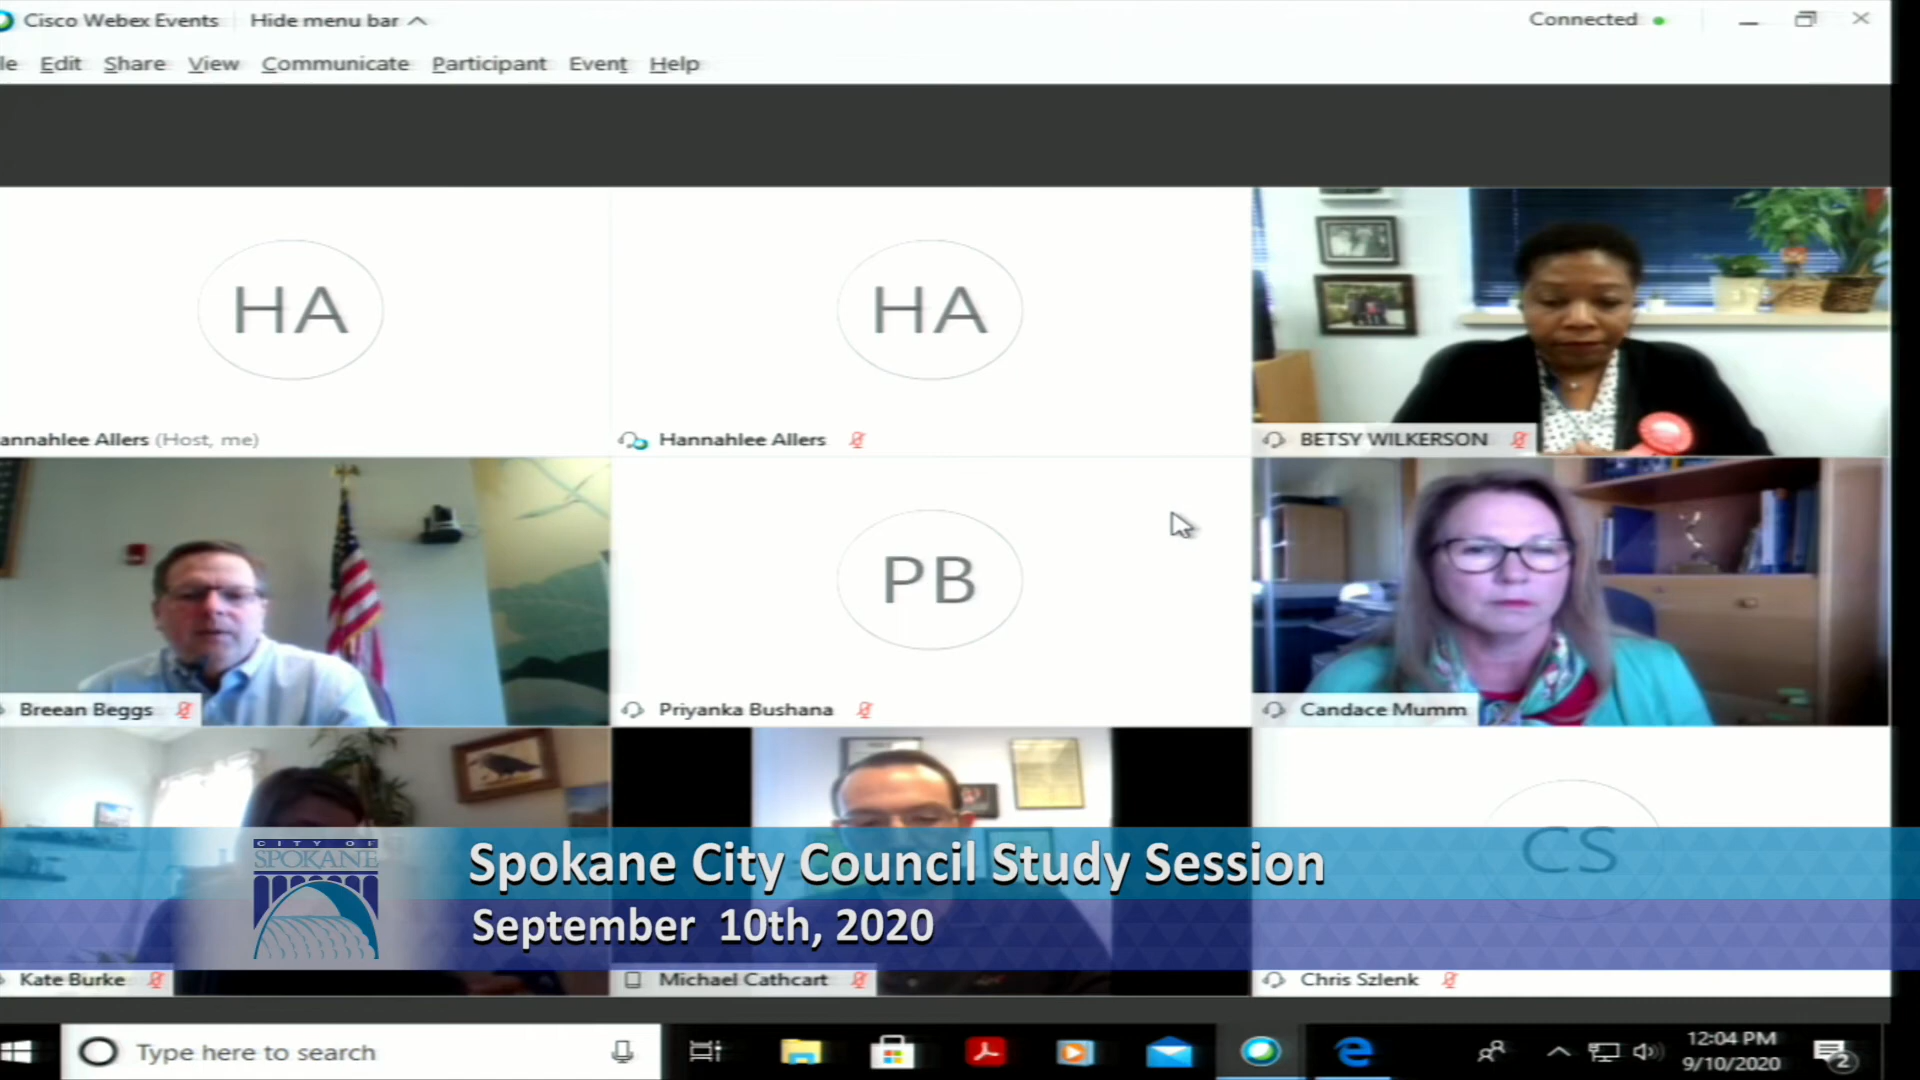 Cisco Webex Events Hide menu bar
Connected
le Edit Share View Communicate Participant Event Help
HA
HA
annahlee Allers (Host, me)
Hannahlee Allers
BETSY WILKERSON
PB
Breean Beggs
Priyanka Bushana
Candace Mumm
CS
CITY OF
SPOKANE
Spokane City Council Study Session
September 10th, 2020
Kate Burke
Michael Cathcart
Chris Szlenk
Type here to search
12:04 PM
9/10/2020
2